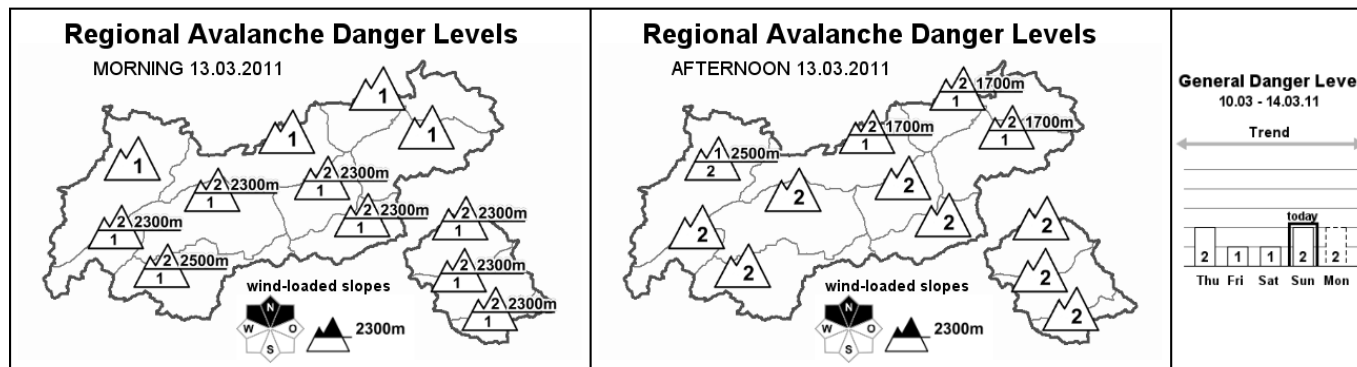 Regional Avalanche Danger Levels
MORNING 13.03.2011
1
1
1
1
2 2300m
1
2 2300m
1
2 2300m
1
2 2300m
1
2 2300m
1
2 2500m
1
2 2300m
1
2 2300m
1
wind-loaded slopes
N
W O
S
2300m
Regional Avalanche Danger Levels
AFTERNOON 13.03.2011
2 1700m
1
2 1700m
1
2 1700m
1
1 2500m
2
2
2
2
2
2
2
2
2
wind-loaded slopes
N
W O
S
2300m
General Danger Leve
10.03 - 14.03.11
Trend
today
2 1 1 2 2
Thu Fri Sat Sun Mon